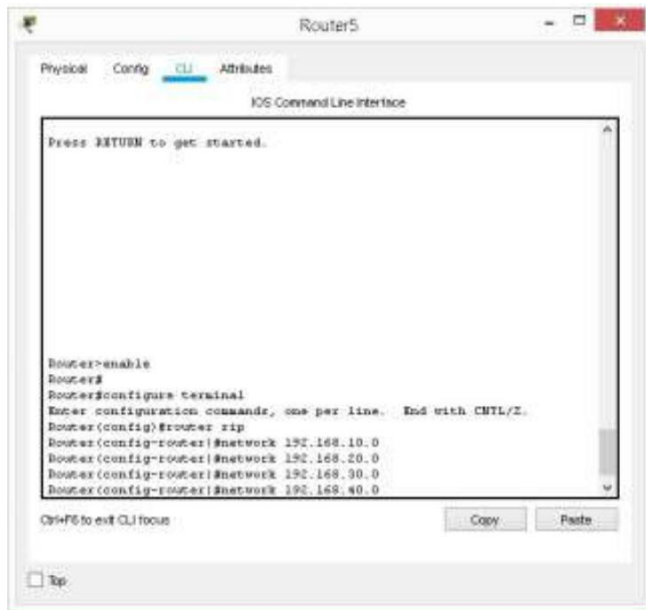 Router5
Physical Config CLI Attributes
IOS Command Line Interface
Press RETURN to get started.
Router>enable
Router#
Router#configure terminal
Enter configuration commands, one per line. End with CNTL/Z.
Router(config)#router rip
Router(config-router)#network 192.168.10.0
Router(config-router)#network 192.168.20.0
Router(config-router)#network 192.168.30.0
Router(config-router)#network 192.168.40.0
Ctrl+F6 to exit CLI focus
Copy Paste
Top